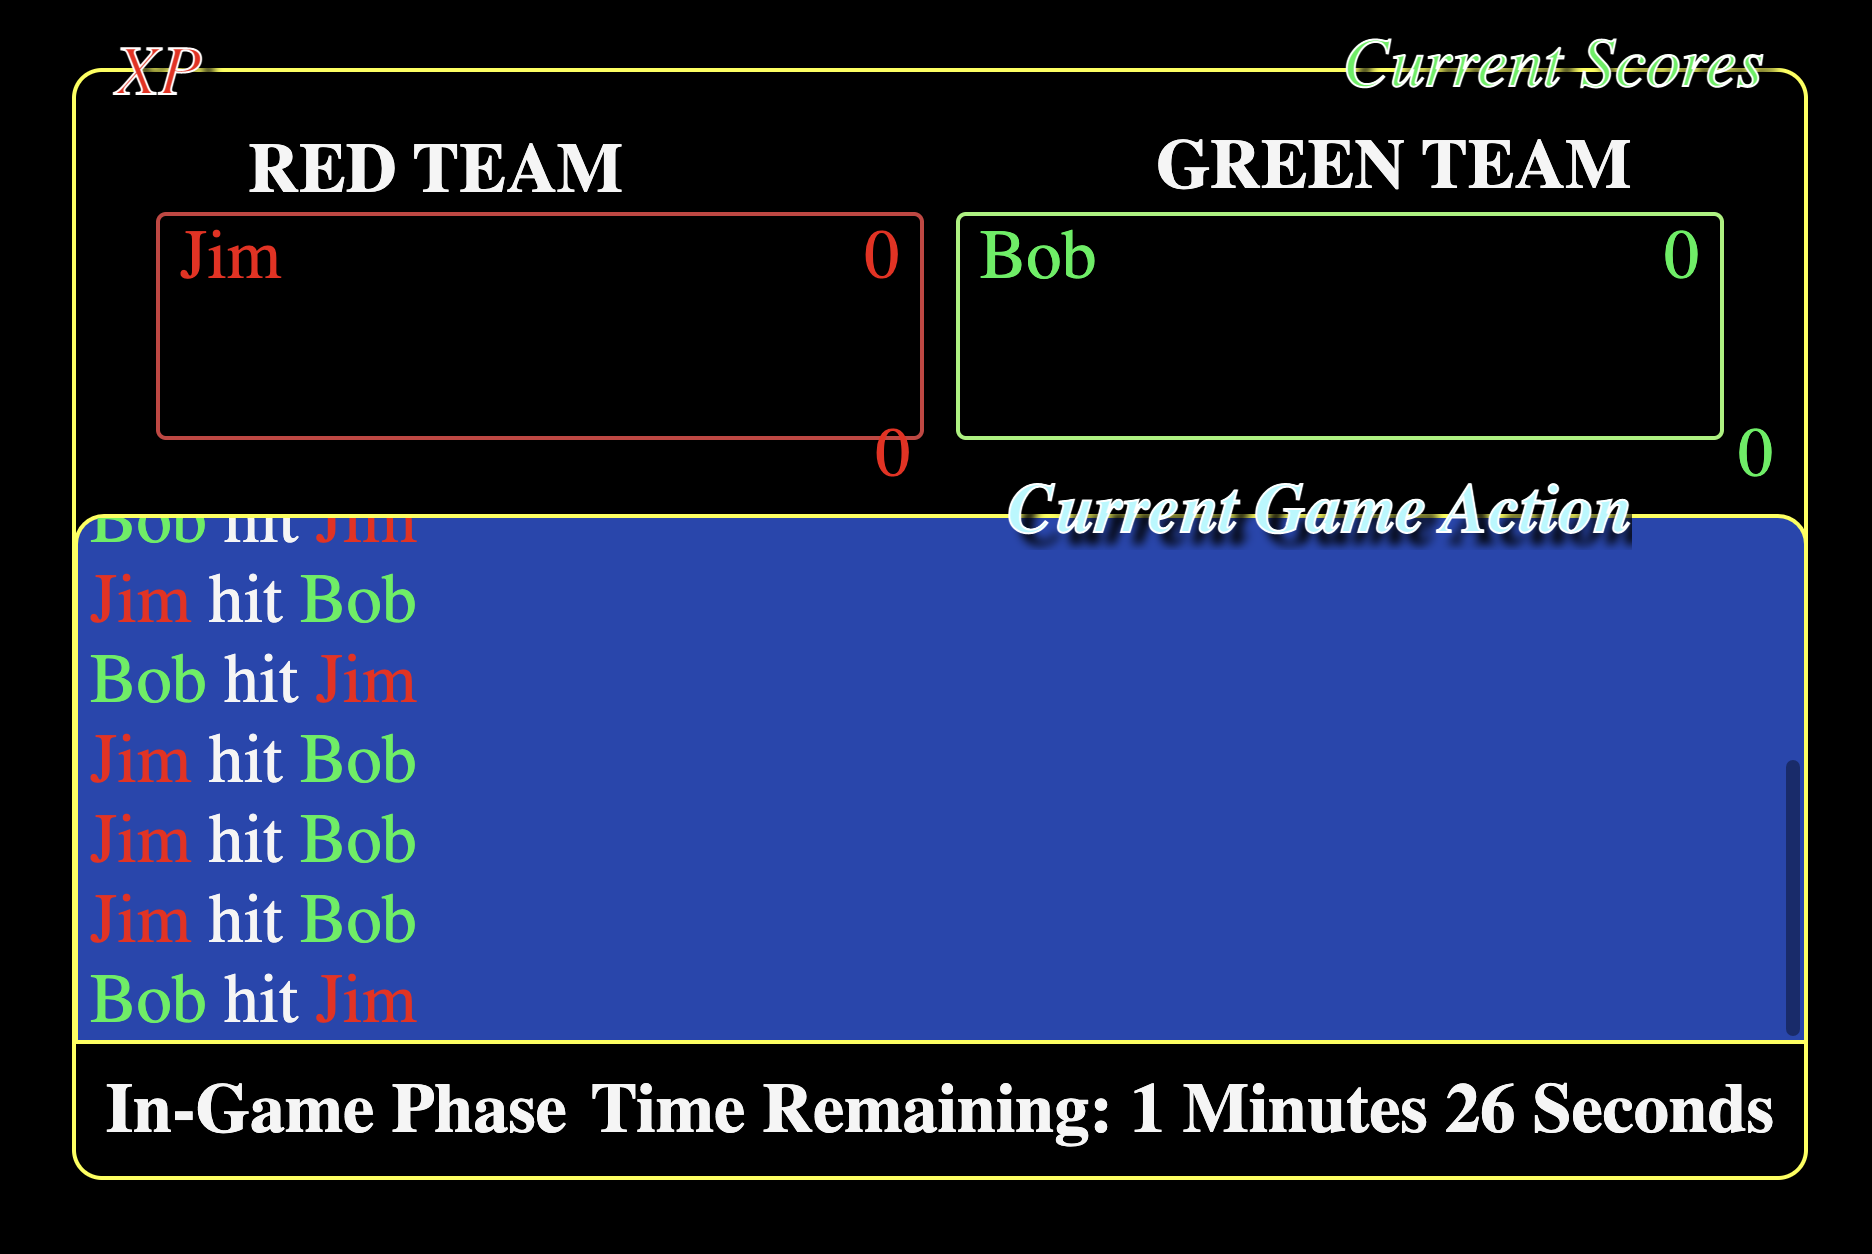 XP Current Scores
RED TEAM GREEN TEAM
Jim 0 Bob 0
0 0
Current Game Action
Bob hit Jim
Jim hit Bob
Bob hit Jim
Jim hit Bob
Jim hit Bob
Jim hit Bob
Bob hit Jim
In-Game Phase Time Remaining: 1 Minutes 26 Seconds